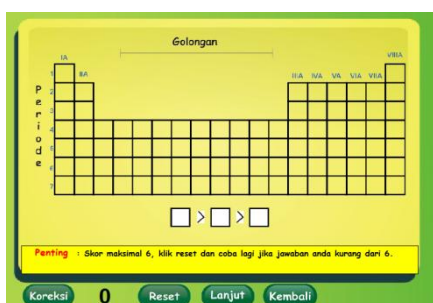 Golongan
IA
VIIIA
IIA
IIIA IVA VA VIA VIIA
Periode
1
2
3
4
5
6
7
> >
Penting : Skor maksimal 6, klik reset dan coba lagi jika jawaban anda kurang dari 6.
Koreksi 0 Reset Lanjut Kembali